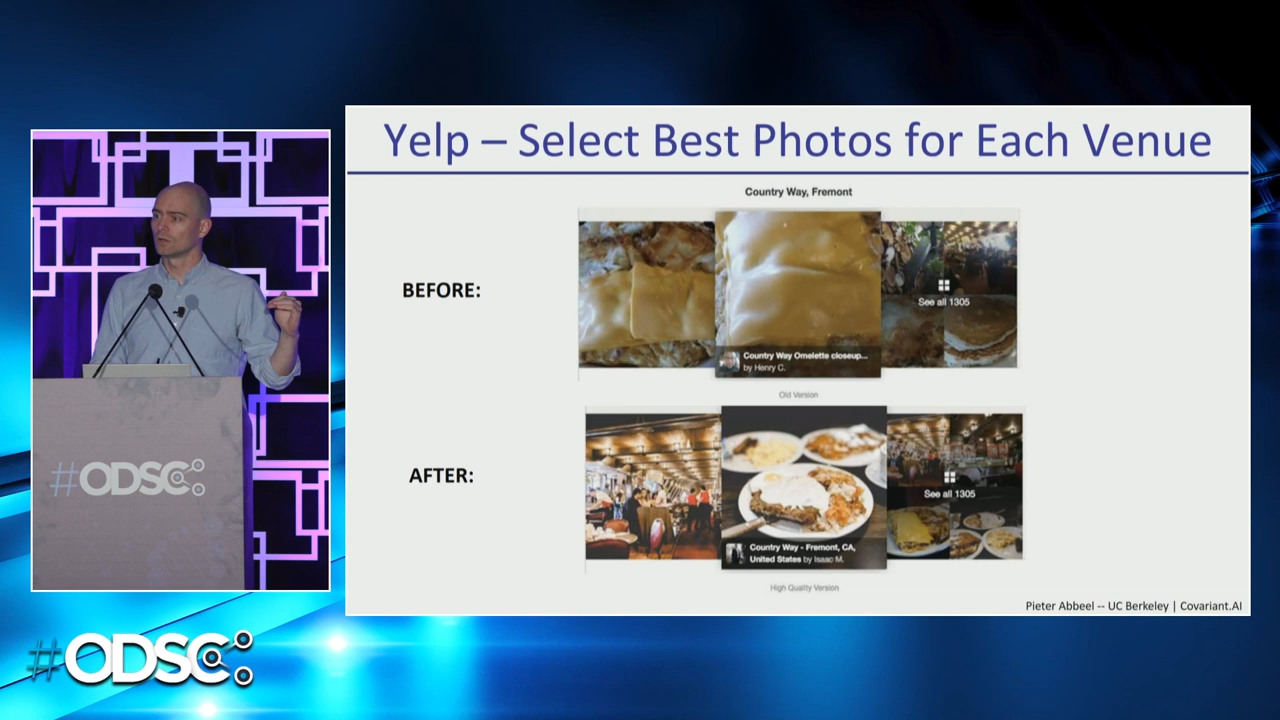 Yelp – Select Best Photos for Each Venue
Country Way, Fremont
BEFORE:
See all 1305
Country Way Omelette closeup...
by Henry C.
Old Version
AFTER:
See all 1305
Country Way - Fremont, CA,
United States by Isaac M.
High Quality Version
Pieter Abbeel -- UC Berkeley | Covariant.AI
#ODSC
#ODSC